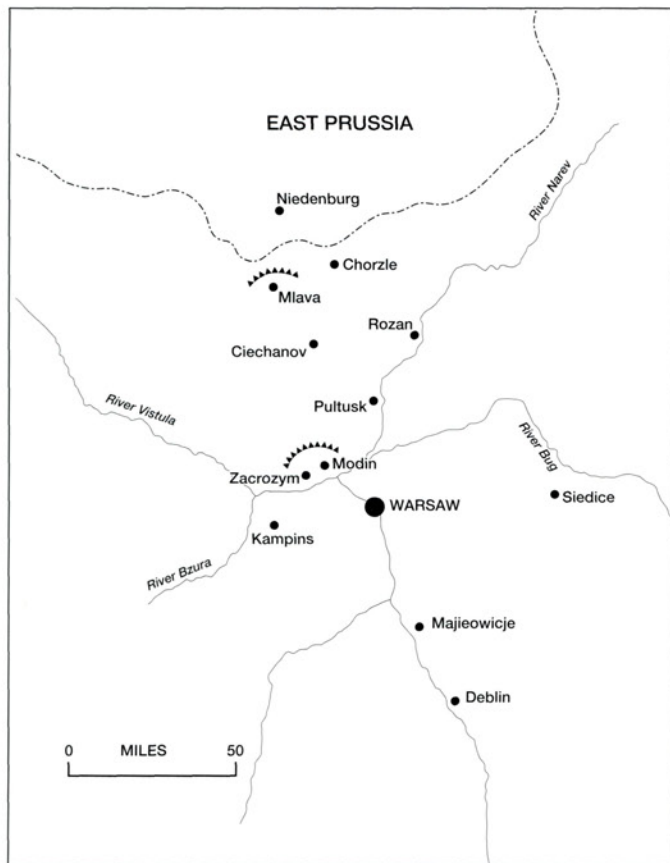 EAST PRUSSIA
River Narev
Niedenburg
Chorzle
Mlava
Rozan
Ciechanov
River Vistula
Pultusk
River Bug
Modin
Zacrozym
Siedice
WARSAW
Kampins
River Bzura
Majieowicje
Deblin
0 MILES 50